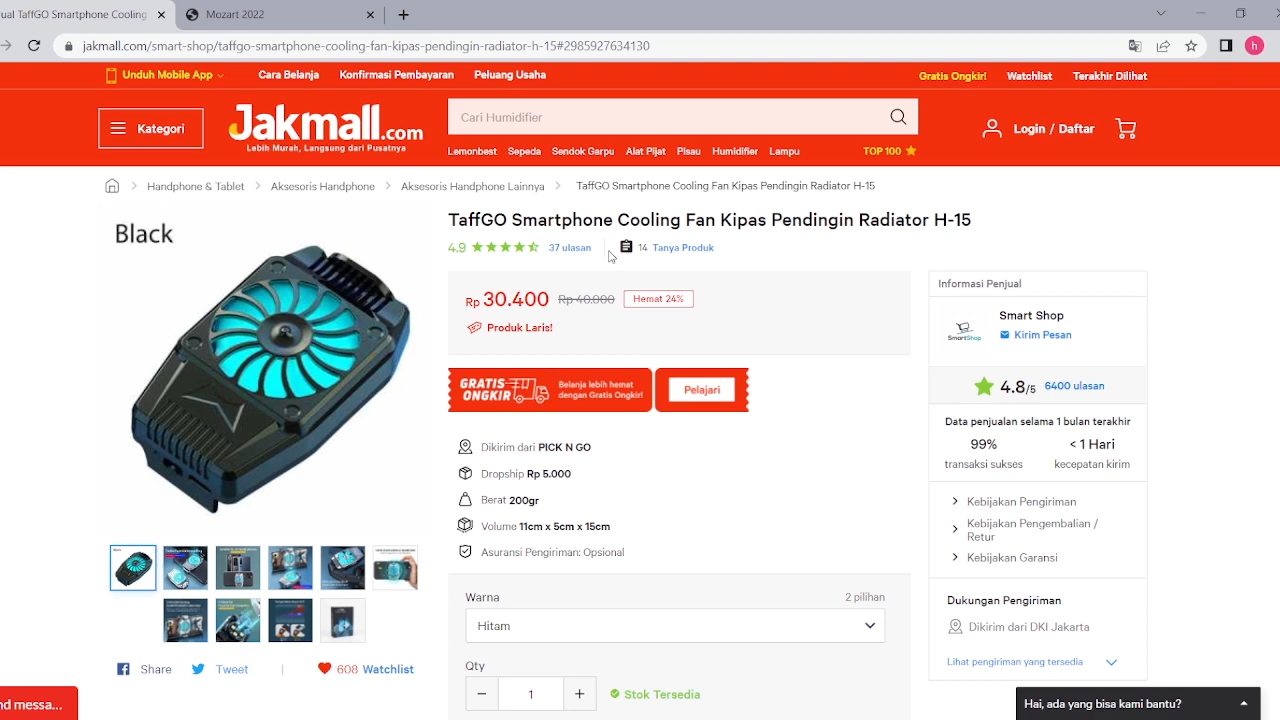 ual TaffGO Smartphone Cooling
Mozart 2022
jakmall.com/smart-shop/taffgo-smartphone-cooling-fan-kipas-pendingin-radiator-h-15#2985927634130
h
Unduh Mobile App
Cara Belanja
Konfirmasi Pembayaran
Peluang Usaha
Gratis Ongkir!
Watchlist
Terakhir Dilihat
Kategori
Jakmall.com
Lebih Murah, Langsung dari Pusatnya
Cari Humidifier
Login / Daftar
Lemonbest Sepeda Sendok Garpu Alat Pijat Pisau Humidifier Lampu
TOP 100
Handphone & Tablet
Aksesoris Handphone
Aksesoris Handphone Lainnya
TaffGO Smartphone Cooling Fan Kipas Pendingin Radiator H-15
Black
TaffGO Smartphone Cooling Fan Kipas Pendingin Radiator H-15
4.9
37 ulasan
14 Tanya Produk
Rp 30.400 Rp 40.000 Hemat 24%
Produk Laris!
GRATIS ONGKIR
Belanja lebih hemat
dengan Gratis Ongkir!
Pelajari
Dikirim dari PICK N GO
Dropship Rp 5.000
Berat 200gr
Volume 11cm x 5cm x 15cm
Asuransi Pengiriman: Opsional
Warna
2 pilihan
Hitam
Qty
− 1 +
Stok Tersedia
Share
Tweet
|
608 Watchlist
nd messa...
Informasi Penjual
SmartShop
Smart Shop
Kirim Pesan
4.8/5 6400 ulasan
Data penjualan selama 1 bulan terakhir
99%
< 1 Hari
transaksi sukses
kecepatan kirim
Kebijakan Pengiriman
Kebijakan Pengembalian /
Retur
Kebijakan Garansi
Dukungan Pengiriman
Dikirim dari DKI Jakarta
Lihat pengiriman yang tersedia
Hai, ada yang bisa kami bantu?